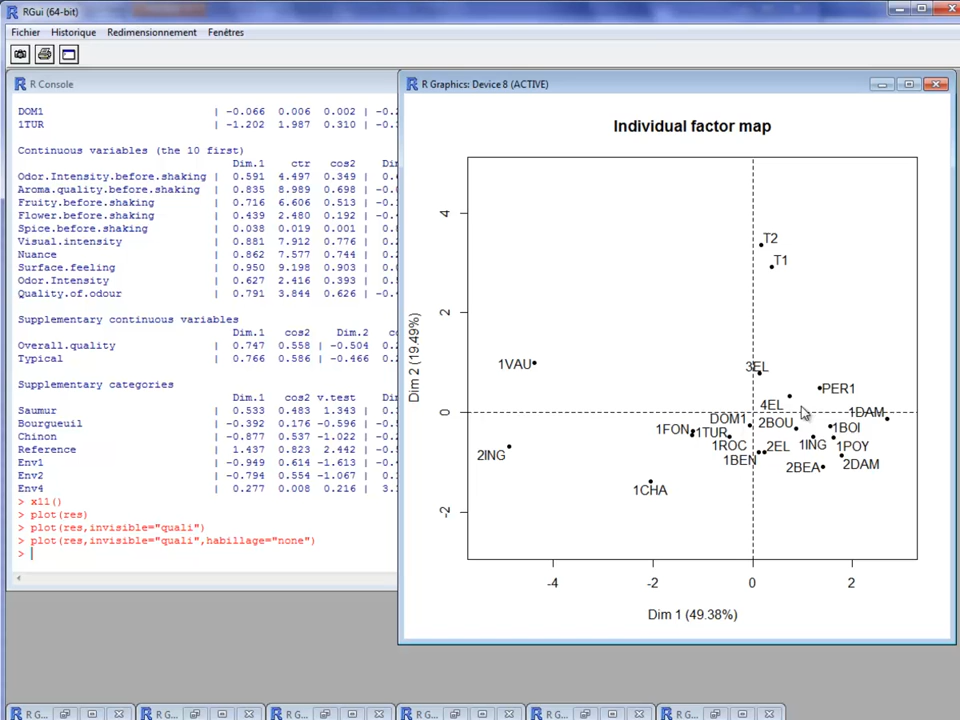 RGui (64-bit)
Fichier Historique Redimensionnement Fenêtres
R Console
DOM1 | -0.066 0.006 0.002 |
1TUR | -1.202 1.987 0.310 |
Continuous variables (the 10 first)
Dim.1 ctr cos2
Odor.Intensity.before.shaking | 0.591 4.497 0.349 |
Aroma.quality.before.shaking | 0.835 8.989 0.698 |
Fruity.before.shaking | 0.716 6.606 0.513 |
Flower.before.shaking | 0.439 2.480 0.192 |
Spice.before.shaking | 0.038 0.019 0.001 |
Visual.intensity | 0.881 7.912 0.776 |
Nuance | 0.862 7.577 0.744 |
Surface.feeling | 0.950 9.198 0.903 |
Odor.Intensity | 0.627 2.416 0.393 |
Quality.of.odour | 0.791 3.844 0.626 |
Supplementary continuous variables
Dim.1 cos2 Dim.2
Overall.quality | 0.747 0.558 | -0.504
Typical | 0.766 0.586 | -0.466
Supplementary categories
Dim.1 cos2 v.test
Saumur | 0.533 0.483 1.343
Bourgueuil | -0.392 0.176 -0.596
Chinon | -0.877 0.537 -1.022
Reference | 1.437 0.823 2.442
Env1 | -0.949 0.614 -1.613
Env2 | -0.794 0.554 -1.067
Env4 | 0.277 0.008 0.216 |
> x11()
> plot(res)
> plot(res,invisible="quali")
> plot(res,invisible="quali",habillage="none")
>
R Graphics: Device 8 (ACTIVE)
Individual factor map
Dim 2 (19.49%)
4
2
0
-2
T2
T1
3EL
1VAU
PER1
4EL
1DAM
DOM1
2BOU
1BOI
1FON
1TUR
1ROC
1ING
1POY
2EL
1BEN
2ING
2BEA
2DAM
1CHA
-4 -2 0 2
Dim 1 (49.38%)
R G... R G... R G... R G... R G... R G...